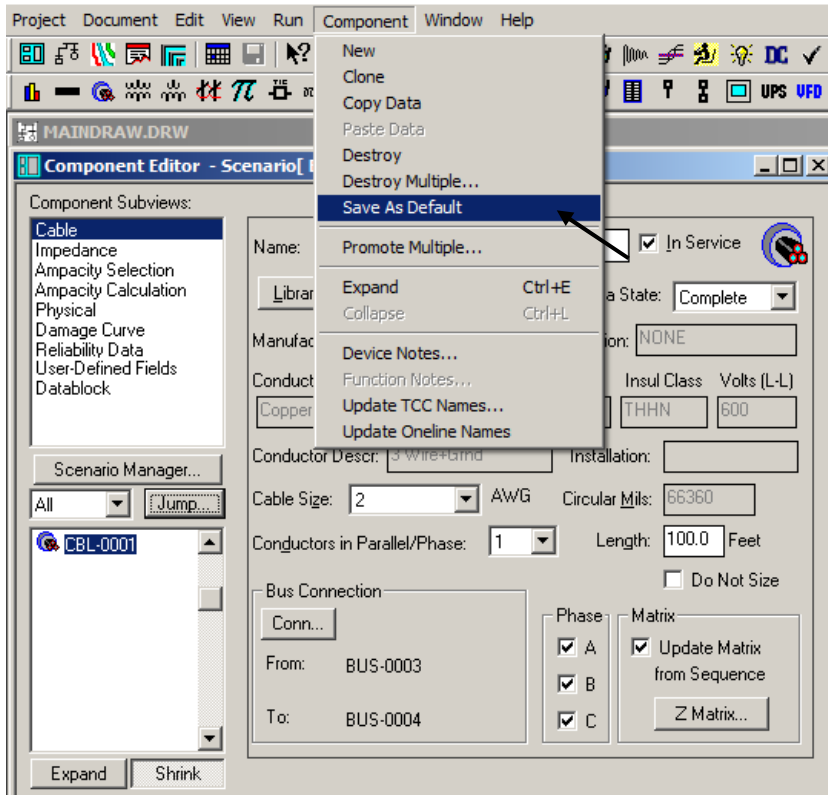 Project Document Edit View Run Component Window Help
DC UPS VFD
New
Clone
Copy Data
Paste Data
Destroy
Destroy Multiple...
Save As Default
Promote Multiple...
Expand Ctrl+E
Collapse Ctrl+L
Device Notes...
Function Notes...
Update TCC Names...
Update Oneline Names
MAINDRAW.DRW
Component Editor - Scenario[
Component Subviews:
Cable
Impedance
Ampacity Selection
Ampacity Calculation
Physical
Damage Curve
Reliability Data
User-Defined Fields
Datablock
Scenario Manager...
All Jump...
CBL-0001
Expand Shrink
Name: In Service
Librar a State: Complete
Manufac ion: NONE
Conduct Insul Class Volts (L-L)
Copper THHN 600
Conductor Descr: 3 Wire+Grnd Installation:
Cable Size: 2 AWG Circular Mils: 66360
Conductors in Parallel/Phase: 1 Length: 100.0 Feet
Do Not Size
Bus Connection
Conn...
From: BUS-0003
To: BUS-0004
Phase
A
B
C
Matrix
Update Matrix
from Sequence
Z Matrix...